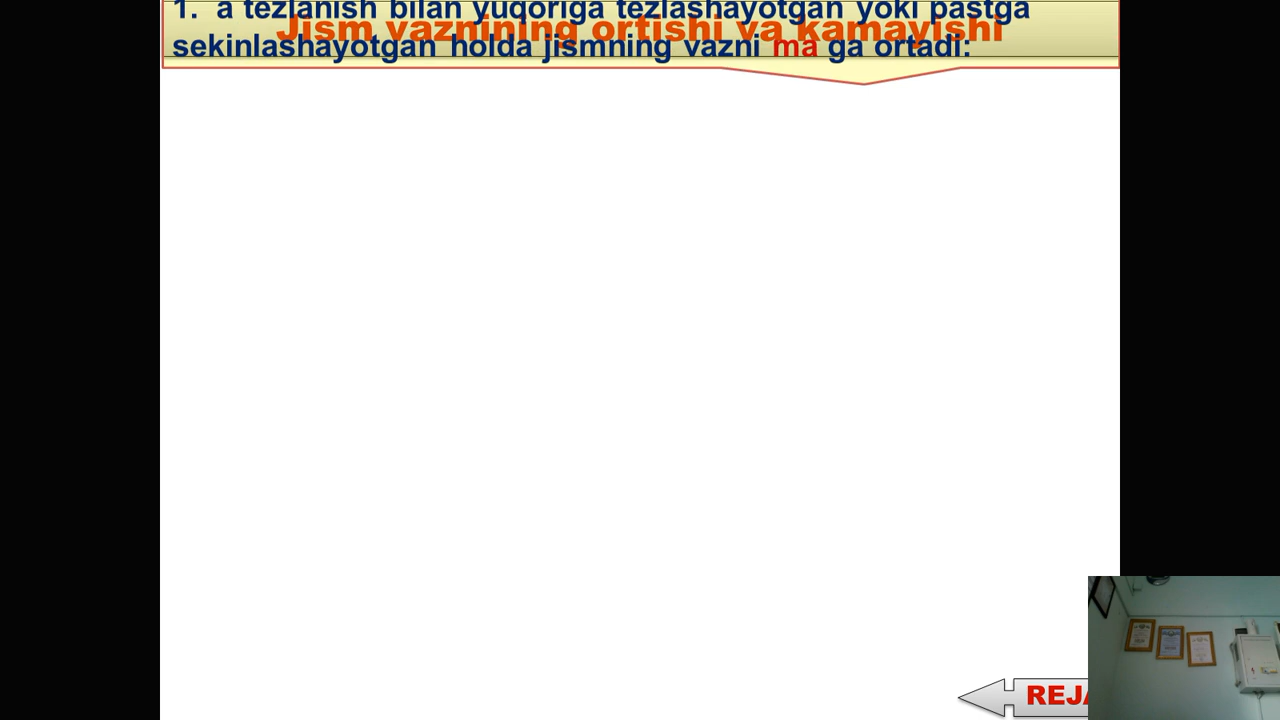 1. a tezlanish bilan yuqoriga tezlashayotgan yoki pastga
Jism vaznining ortishi va kamayishi
sekinlashayotgan holda jismning vazni ma ga ortadi: